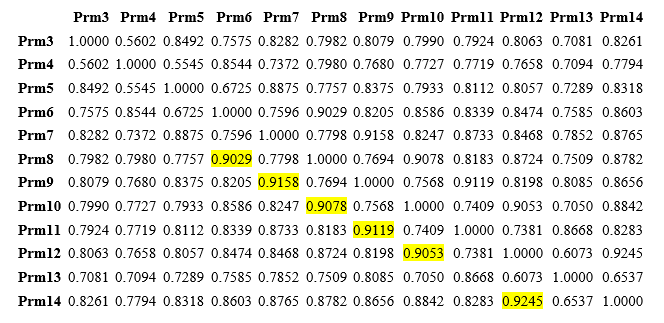 Prm3 Prm4 Prm5 Prm6 Prm7 Prm8 Prm9 Prm10 Prm11 Prm12 Prm13 Prm14
Prm3 1.0000 0.5602 0.8492 0.7575 0.8282 0.7982 0.8079 0.7990 0.7924 0.8063 0.7081 0.8261
Prm4 0.5602 1.0000 0.5545 0.8544 0.7372 0.7980 0.7680 0.7727 0.7719 0.7658 0.7094 0.7794
Prm5 0.8492 0.5545 1.0000 0.6725 0.8875 0.7757 0.8375 0.7933 0.8112 0.8057 0.7289 0.8318
Prm6 0.7575 0.8544 0.6725 1.0000 0.7596 0.9029 0.8205 0.8586 0.8339 0.8474 0.7585 0.8603
Prm7 0.8282 0.7372 0.8875 0.7596 1.0000 0.7798 0.9158 0.8247 0.8733 0.8468 0.7852 0.8765
Prm8 0.7982 0.7980 0.7757 0.9029 0.7798 1.0000 0.7694 0.9078 0.8183 0.8724 0.7509 0.8782
Prm9 0.8079 0.7680 0.8375 0.8205 0.9158 0.7694 1.0000 0.7568 0.9119 0.8198 0.8085 0.8656
Prm10 0.7990 0.7727 0.7933 0.8586 0.8247 0.9078 0.7568 1.0000 0.7409 0.9053 0.7050 0.8842
Prm11 0.7924 0.7719 0.8112 0.8339 0.8733 0.8183 0.9119 0.7409 1.0000 0.7381 0.8668 0.8283
Prm12 0.8063 0.7658 0.8057 0.8474 0.8468 0.8724 0.8198 0.9053 0.7381 1.0000 0.6073 0.9245
Prm13 0.7081 0.7094 0.7289 0.7585 0.7852 0.7509 0.8085 0.7050 0.8668 0.6073 1.0000 0.6537
Prm14 0.8261 0.7794 0.8318 0.8603 0.8765 0.8782 0.8656 0.8842 0.8283 0.9245 0.6537 1.0000